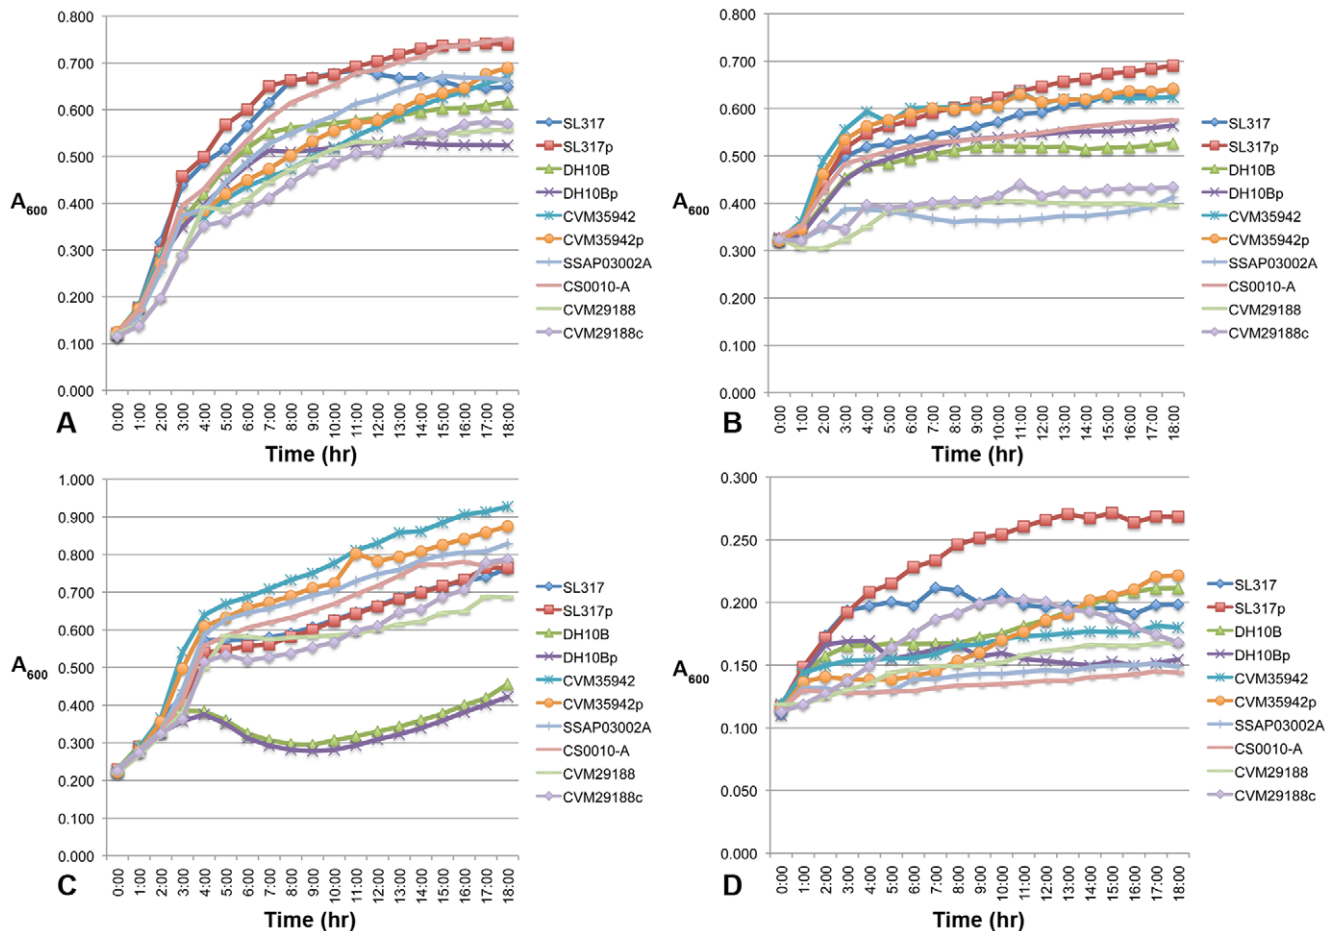 0.800
0.700
0.600
0.500
0.400
0.300
0.200
0.100
0.000
A600
0:00 1:00 2:00 3:00 4:00 5:00 6:00 7:00 8:00 9:00 10:00 11:00 12:00 13:00 14:00 15:00 16:00 17:00 18:00
A
Time (hr)
SL317
SL317p
DH10B
DH10Bp
CVM35942
CVM35942p
SSAP03002A
CS0010-A
CVM29188
CVM29188c
0.800
0.700
0.600
0.500
0.400
0.300
0.200
0.100
0.000
A600
0:00 1:00 2:00 3:00 4:00 5:00 6:00 7:00 8:00 9:00 10:00 11:00 12:00 13:00 14:00 15:00 16:00 17:00 18:00
B
Time (hr)
SL317
SL317p
DH10B
DH10Bp
CVM35942
CVM35942p
SSAP03002A
CS0010-A
CVM29188
CVM29188c
1.000
0.900
0.800
0.700
0.600
0.500
0.400
0.300
0.200
0.100
0.000
A600
0:00 1:00 2:00 3:00 4:00 5:00 6:00 7:00 8:00 9:00 10:00 11:00 12:00 13:00 14:00 15:00 16:00 17:00 18:00
C
Time (hr)
SL317
SL317p
DH10B
DH10Bp
CVM35942
CVM35942p
SSAP03002A
CS0010-A
CVM29188
CVM29188c
0.300
0.250
0.200
0.150
0.100
0.050
0.000
A600
0:00 1:00 2:00 3:00 4:00 5:00 6:00 7:00 8:00 9:00 10:00 11:00 12:00 13:00 14:00 15:00 16:00 17:00 18:00
D
Time (hr)
SL317
SL317p
DH10B
DH10Bp
CVM35942
CVM35942p
SSAP03002A
CS0010-A
CVM29188
CVM29188c